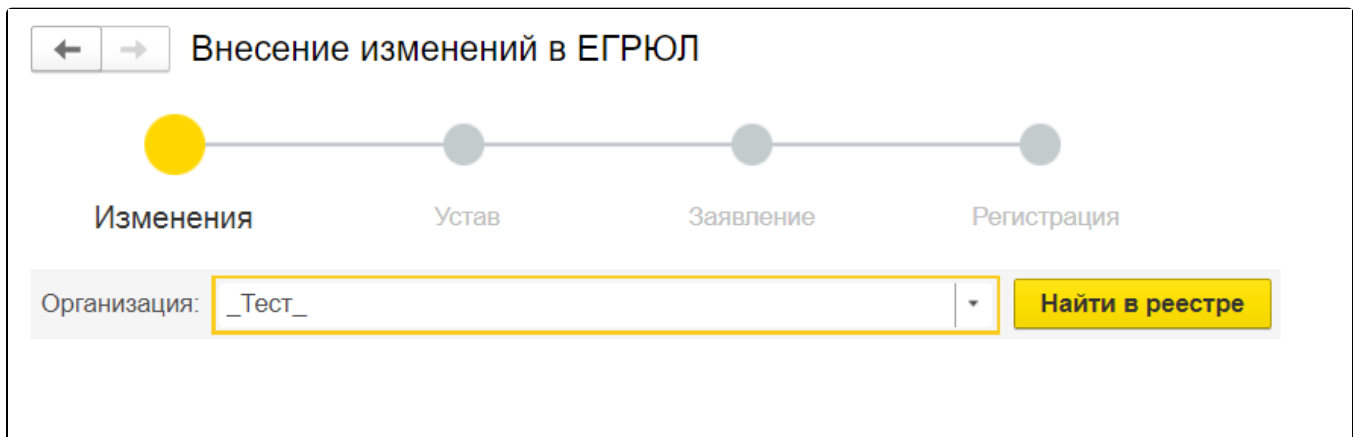 Внесение изменений в ЕГРЮЛ
Изменения Устав Заявление Регистрация
Организация: _Тест_ Найти в реестре